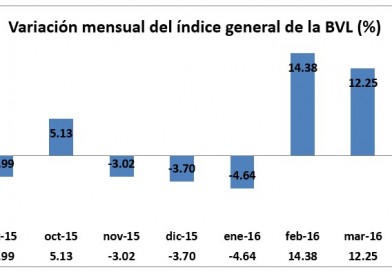 Variación mensual del índice general de la BVL (%)
14.38
12.25
5.13
.99
-3.02
-3.70
-4.64
-15 oct-15 nov-15 dic-15 ene-16 feb-16 mar-16
.99 5.13 -3.02 -3.70 -4.64 14.38 12.25